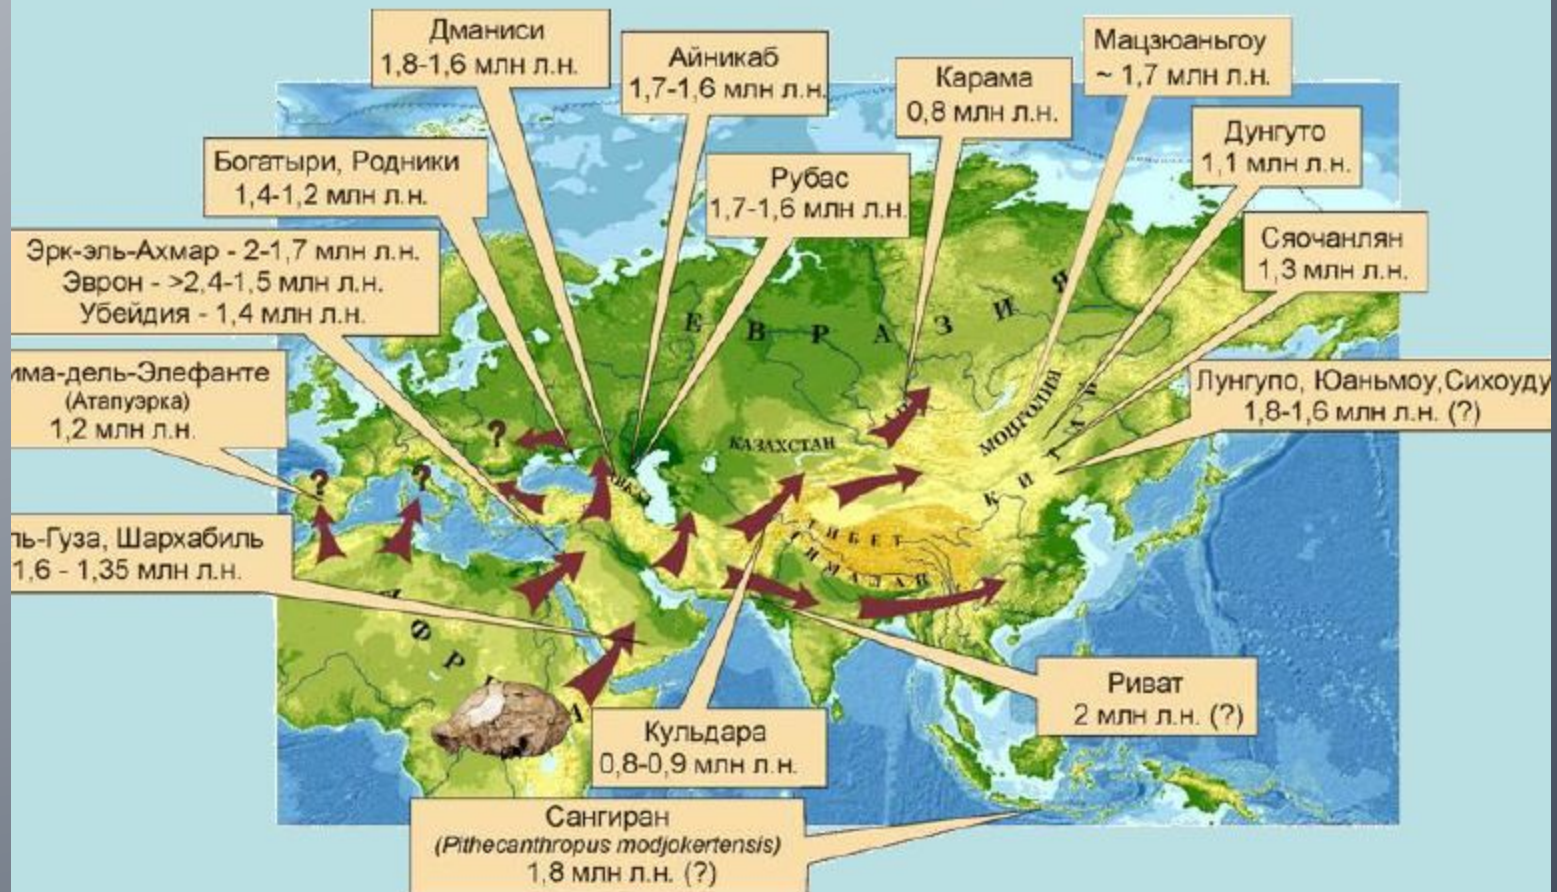 Дманиси
1,8-1,6 млн л.н.
Айникаб
1,7-1,6 млн л.н.
Карама
0,8 млн л.н.
Мацзюаньгоу
~ 1,7 млн л.н.
Дунгуто
1,1 млн л.н.
Богатыри, Родники
1,4-1,2 млн л.н.
Рубас
1,7-1,6 млн л.н.
Сяочанлян
1,3 млн л.н.
Эрк-эль-Ахмар - 2-1,7 млн л.н.
Эврон - >2,4-1,5 млн л.н.
Убейдия - 1,4 млн л.н.
ЕВРАЗИЯ
има-дель-Элефанте
(Атапуэрка)
1,2 млн л.н.
Лунгупо, Юаньмоу,Сихоуду
1,8-1,6 млн л.н. (?)
МОНГОЛИЯ
КАЗАХСТАН
?
?
?
КИТАЙ
ль-Гуза, Шархабиль
1,6 - 1,35 млн л.н.
ТИБЕТ
ГИМАЛАИ
Риват
2 млн л.н. (?)
Кульдара
0,8-0,9 млн л.н.
Сангиран
(Pithecanthropus modjokertensis)
1,8 млн л.н. (?)